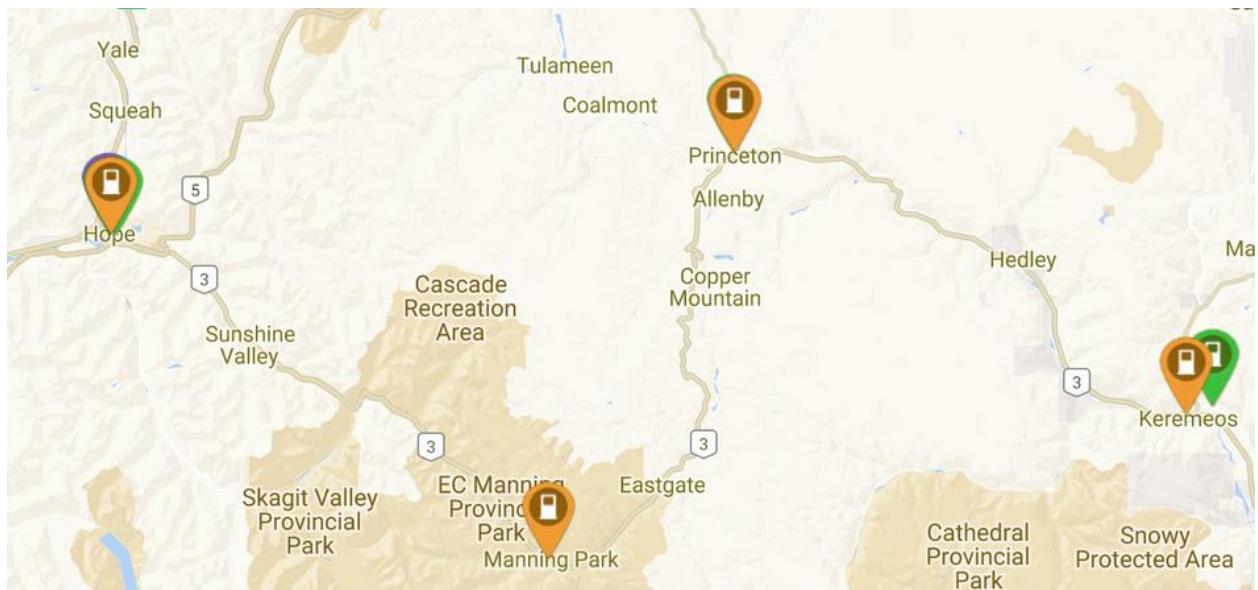 Yale
Tulameen
Squeah
Coalmont
Princeton
5
Allenby
Hope
3
Hedley
Ma
Cascade
Recreation
Area
Copper
Mountain
Sunshine
Valley
3
Keremeos
3
3
Skagit Valley
Provincial
Park
EC Manning
Park
Eastgate
Manning Park
Cathedral
Provincial
Park
Snowy
Protected Area